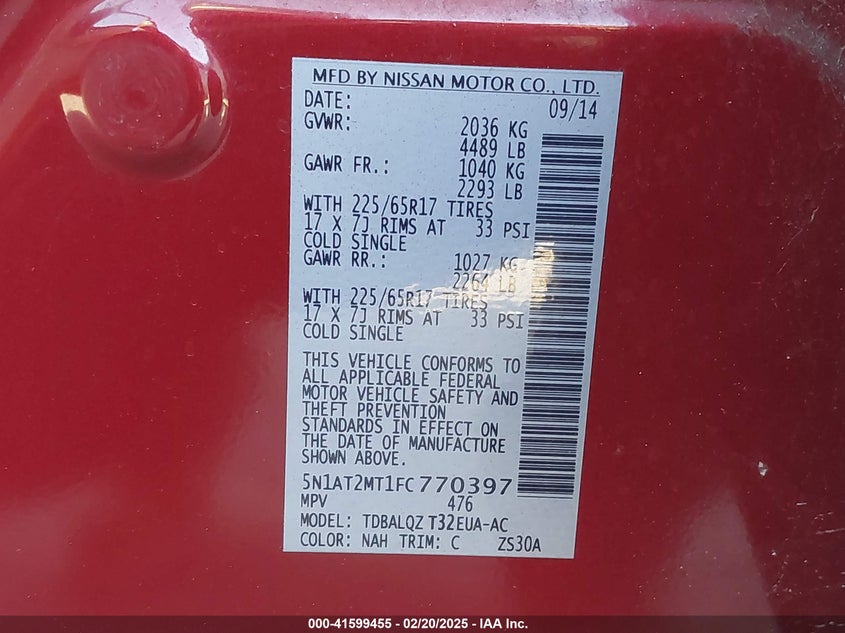 MFD BY NISSAN MOTOR CO., LTD.
DATE: 09/14
GVWR: 2036 KG
4489 LB
GAWR FR.: 1040 KG
2293 LB
WITH 225/65R17 TIRES
17 X 7J RIMS AT 33 PSI
COLD SINGLE
GAWR RR.: 1027 KG
2264 LB
WITH 225/65R17 TIRES
17 X 7J RIMS AT 33 PSI
COLD SINGLE
THIS VEHICLE CONFORMS TO
ALL APPLICABLE FEDERAL
MOTOR VEHICLE SAFETY AND
THEFT PREVENTION
STANDARDS IN EFFECT ON
THE DATE OF MANUFACTURE
SHOWN ABOVE.
5N1AT2MT1FC770397
MPV 476
MODEL: TDBALQZ T32EUA-AC
COLOR: NAH TRIM: C ZS30A
000-41599455 - 02/20/2025 - IAA Inc.